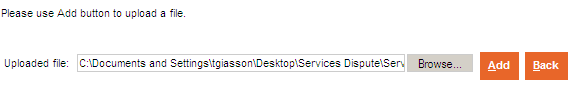 Please use Add button to upload a file.
Uploaded file: C:\Documents and Settings\tgiasson\Desktop\Services Dispute\Serv Browse... Add Back